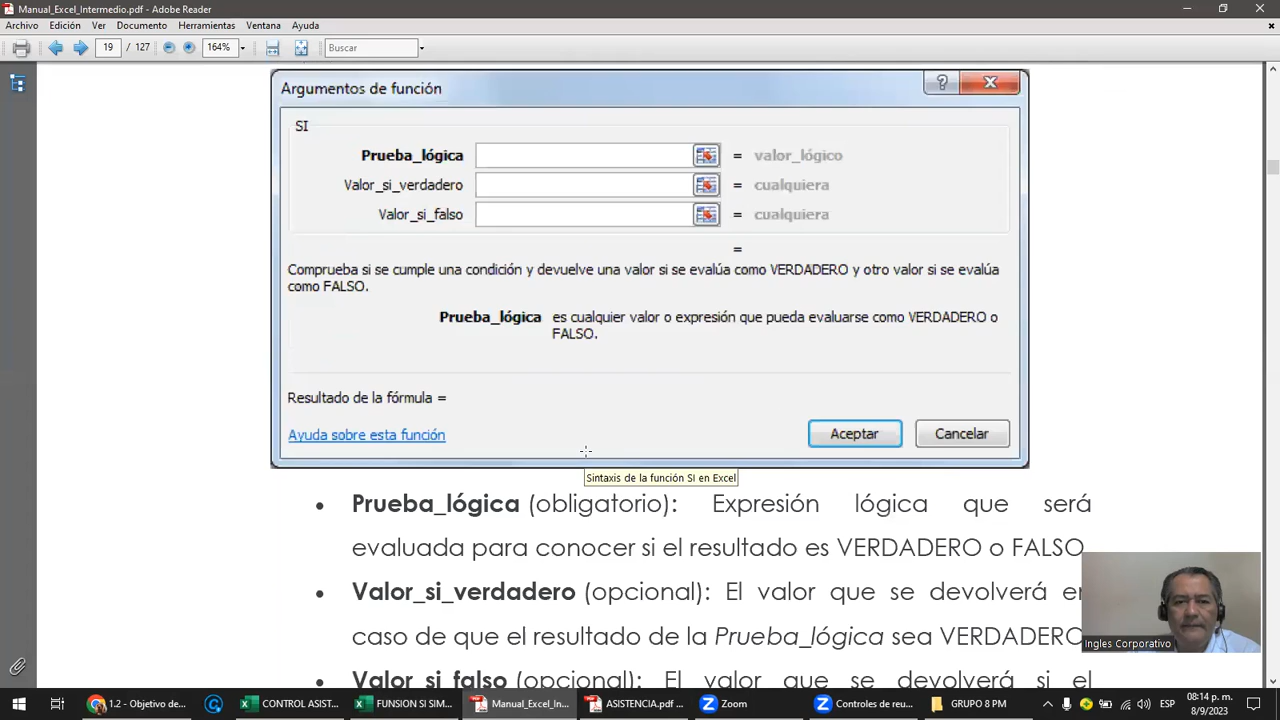 Manual_Excel_Intermedio.pdf - Adobe Reader
Archivo Edición Ver Documento Herramientas Ventana Ayuda
19 / 127 164% Buscar
Argumentos de función
SI
Prueba_lógica = valor_lógico
Valor_si_verdadero = cualquiera
Valor_si_falso = cualquiera
=
Comprueba si se cumple una condición y devuelve una valor si se evalúa como VERDADERO y otro valor si se evalúa
como FALSO.
Prueba_lógica es cualquier valor o expresión que pueda evaluarse como VERDADERO o
FALSO.
Resultado de la fórmula =
Ayuda sobre esta función Aceptar Cancelar
Sintaxis de la función SI en Excel
• Prueba_lógica (obligatorio): Expresión lógica que será
evaluada para conocer si el resultado es VERDADERO o FALSO
• Valor_si_verdadero (opcional): El valor que se devolverá en
caso de que el resultado de la Prueba_lógica sea VERDADERO
Ingles Corporativo
• Valor_si_falso (opcional): El valor que se devolverá si el
1.2 - Objetivo de... CONTROL ASIST... FUNSION SI SIM... Manual_Excel_In... ASISTENCIA.pdf ... Zoom Controles de reu... GRUPO 8 PM ESP 08:14 p. m.
8/9/2023